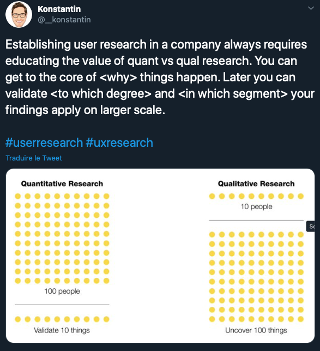 Konstantin
@__konstantin
Establishing user research in a company always requires
educating the value of quant vs qual research. You can
get to the core of <why> things happen. Later you can
validate <to which degree> and <in which segment> your
findings apply on larger scale.
#userresearch #uxresearch
Traduire le Tweet
Quantitative Research
Qualitative Research
10 people
100 people
Validate 10 things
Uncover 100 things